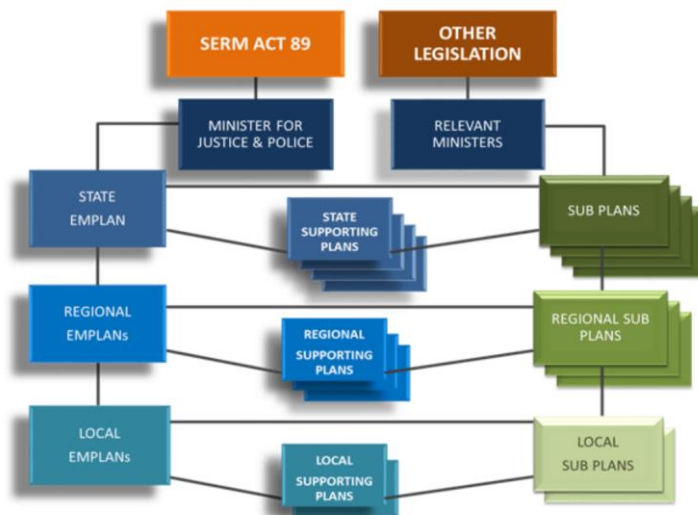 SERM ACT 89
OTHER
LEGISLATION
MINISTER FOR
JUSTICE & POLICE
RELEVANT
MINISTERS
STATE
EMPLAN
STATE
SUPPORTING
PLANS
SUB PLANS
REGIONAL
EMPLANs
REGIONAL
SUPPORTING
PLANS
REGIONAL SUB
PLANS
LOCAL
EMPLANs
LOCAL
SUPPORTING
PLANS
LOCAL
SUB PLANS